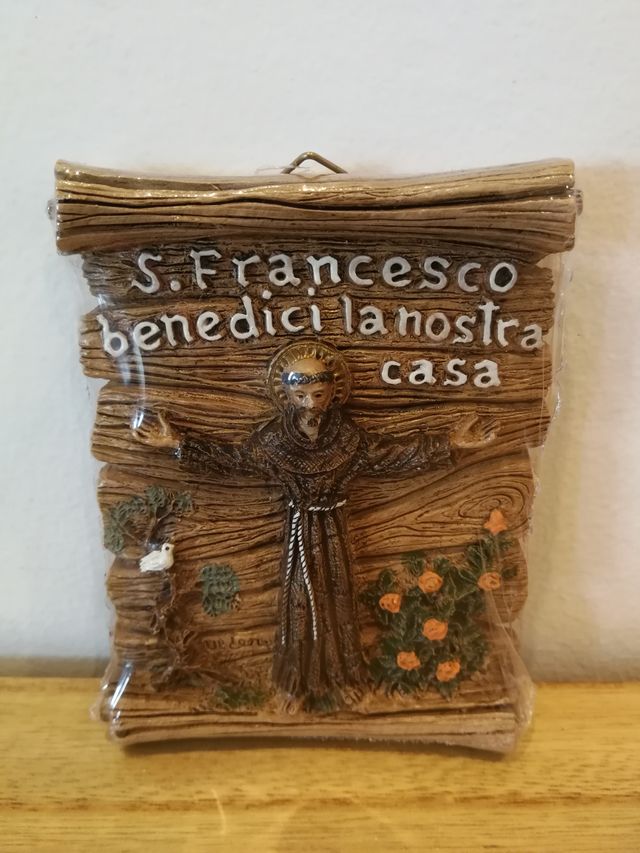 S. Francesco
benedici la nostra
casa